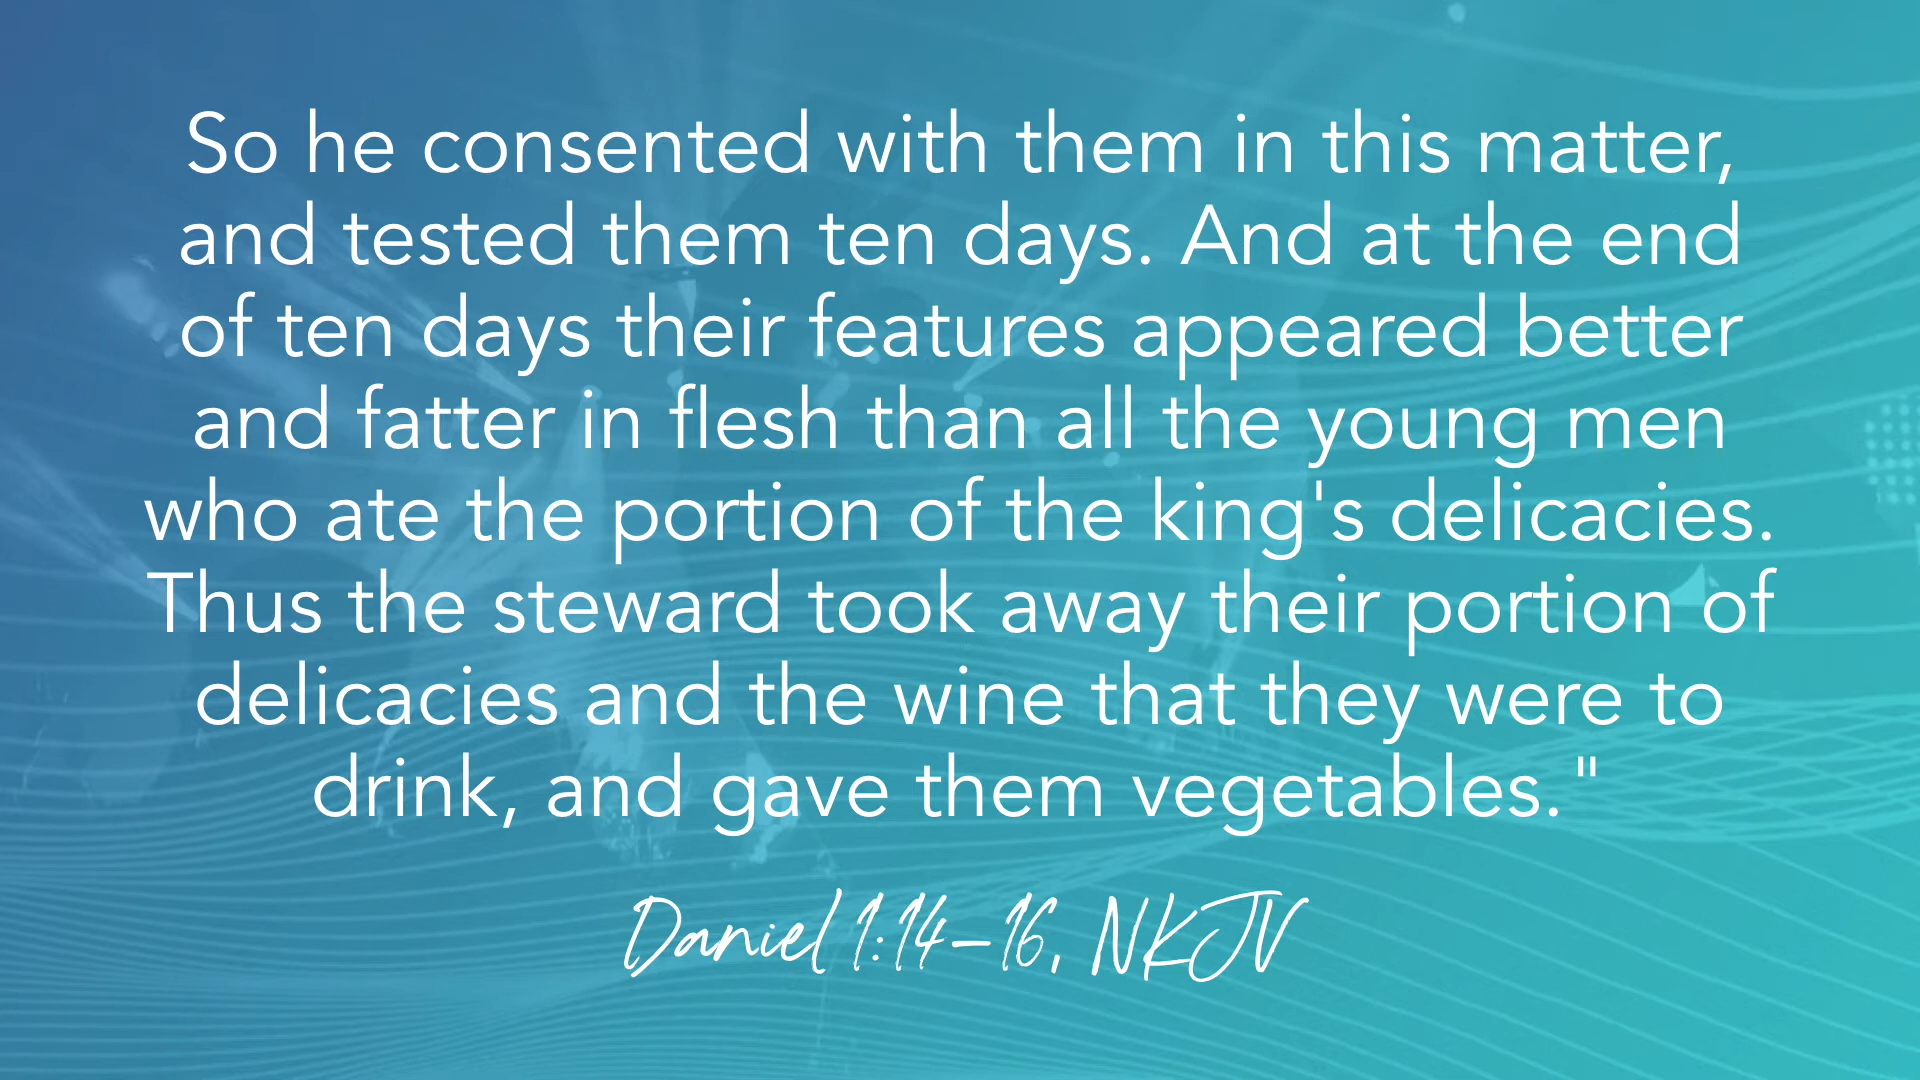 So he consented with them in this matter,
and tested them ten days. And at the end
of ten days their features appeared better
and fatter in flesh than all the young men
who ate the portion of the king's delicacies.
Thus the steward took away their portion of
delicacies and the wine that they were to
drink, and gave them vegetables."
Daniel 1:14–16, NKJV